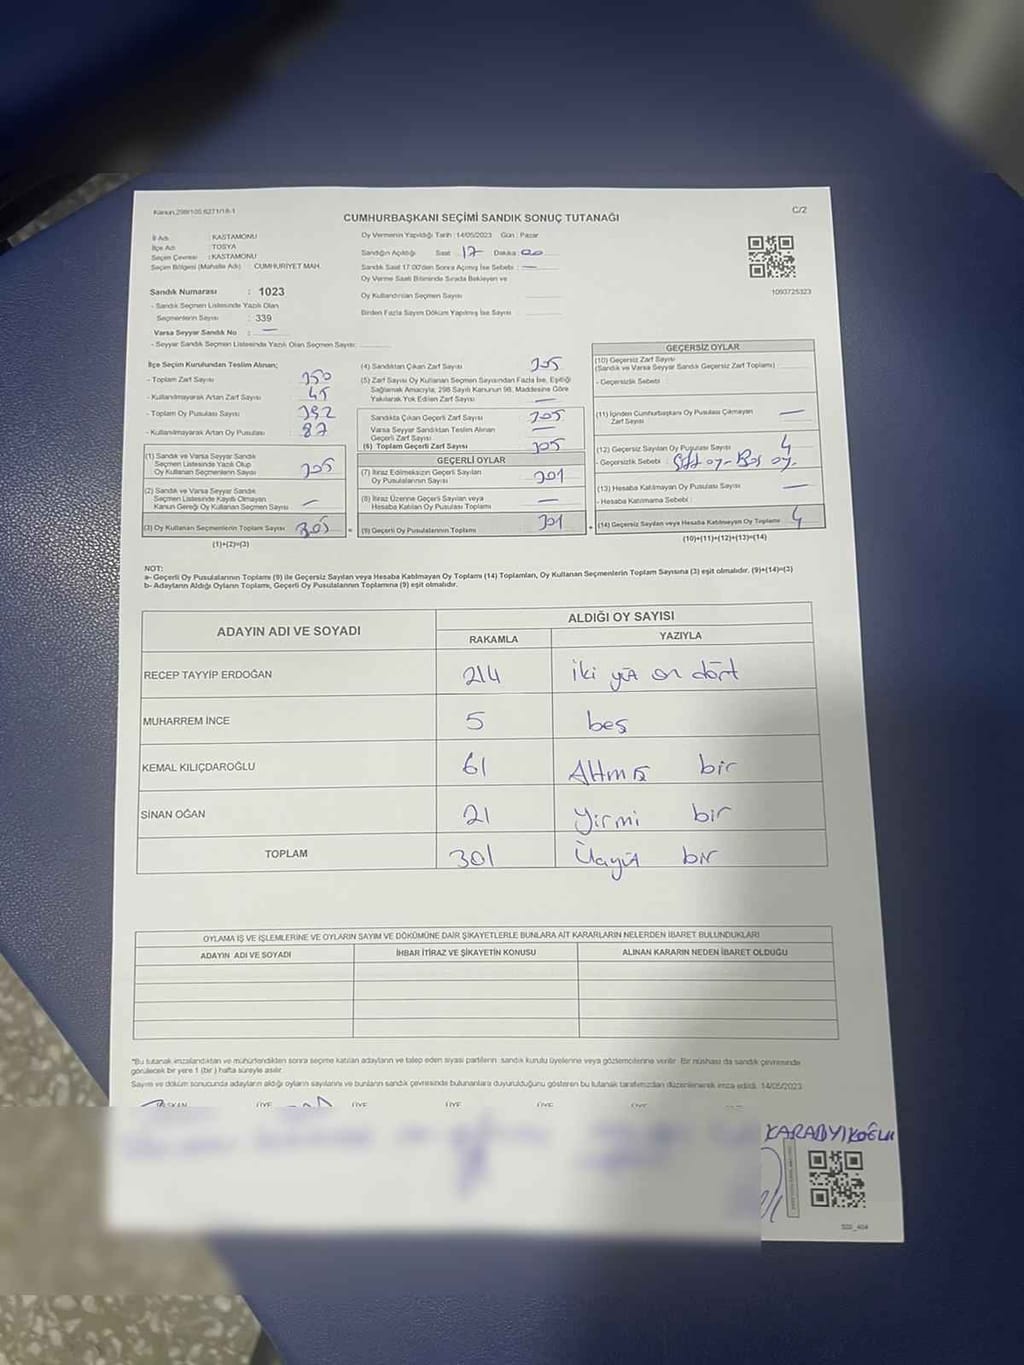 Kanun,298/105,6271/18-1
C/2
CUMHURBAŞKANI SEÇİMİ SANDIK SONUÇ TUTANAĞI
İl Adı : KASTAMONU
İlçe Adı : TOSYA
Seçim Çevresi : KASTAMONU
Seçim Bölgesi (Mahalle Adı) : CUMHURİYET MAH.
Sandık Numarası : 1023
- Sandık Seçmen Listesinde Yazılı Olan
Seçmenlerin Sayısı : 339
Varsa Seyyar Sandık No : —
- Seyyar Sandık Seçmen Listesinde Yazılı Olan Seçmen Sayısı:
Oy Vermenin Yapıldığı Tarih : 14/05/2023 Gün : Pazar
Sandığın Açıldığı Saat 17 Dakika 00
Sandık Saat 17.00'den Sonra Açılmış İse Sebebi : —
Oy Verme Saati Bitiminde Sırada Bekleyen ve
Oy Kullandırılan Seçmen Sayısı
Birden Fazla Sayım Döküm Yapılmış İse Sayısı
1093725323
İlçe Seçim Kurulundan Teslim Alınan;
- Toplam Zarf Sayısı 350
- Kullanılmayarak Artan Zarf Sayısı 45
- Toplam Oy Pusulası Sayısı 392
- Kullanılmayarak Artan Oy Pusulası 87
(1) Sandık ve Varsa Seyyar Sandık
Seçmen Listesinde Yazılı Olup
Oy Kullanan Seçmenlerin Sayısı 305
(2) Sandık ve Varsa Seyyar Sandık
Seçmen Listesinde Kayıtlı Olmayan
Kanun Gereği Oy Kullanan Seçmen Sayısı —
(3) Oy Kullanan Seçmenlerin Toplam Sayısı 305
(1)+(2)=(3)
(4) Sandıktan Çıkan Zarf Sayısı 305
(5) Zarf Sayısı Oy Kullanan Seçmen Sayısından Fazla İse, Eşitliği
Sağlamak Amacıyla, 298 Sayılı Kanunun 98. Maddesine Göre
Yakılarak Yok Edilen Zarf Sayısı —
Sandıkta Çıkan Geçerli Zarf Sayısı 305
Varsa Seyyar Sandıktan Teslim Alınan
Geçerli Zarf Sayısı —
(6) Toplam Geçerli Zarf Sayısı 305
GEÇERLİ OYLAR
(7) İtiraz Edilmeksizin Geçerli Sayılan
Oy Pusulalarının Sayısı 301
(8) İtiraz Üzerine Geçerli Sayılan veya
Hesaba Katılan Oy Pusulası Toplamı —
(9) Geçerli Oy Pusulalarının Toplamı 301
GEÇERSİZ OYLAR
(10) Geçersiz Zarf Sayısı
(Sandık ve Varsa Seyyar Sandık Geçersiz Zarf Toplamı)
- Geçersizlik Sebebi :
(11) İçinden Cumhurbaşkanı Oy Pusulası Çıkmayan
Zarf Sayısı —
(12) Geçersiz Sayılan Oy Pusulası Sayısı 4
- Geçersizlik Sebebi : oy- Boş oy.
(13) Hesaba Katılmayan Oy Pusulası Sayısı —
- Hesaba Katılmama Sebebi :
(14) Geçersiz Sayılan veya Hesaba Katılmayan Oy Toplamı 4
(10)+(11)+(12)+(13)=(14)
NOT:
a- Geçerli Oy Pusulalarının Toplamı (9) ile Geçersiz Sayılan veya Hesaba Katılmayan Oy Toplamı (14) Toplamları, Oy Kullanan Seçmenlerin Toplam Sayısına (3) eşit olmalıdır. (9)+(14)=(3)
b- Adayların Aldığı Oyların Toplamı, Geçerli Oy Pusulalarının Toplamına (9) eşit olmalıdır.
ADAYIN ADI VE SOYADI
ALDIĞI OY SAYISI
RAKAMLA YAZIYLA
RECEP TAYYİP ERDOĞAN 214 iki yüz on dört
MUHARREM İNCE 5 beş
KEMAL KILIÇDAROĞLU 61 Altmış bir
SİNAN OĞAN 21 Yirmi bir
TOPLAM 301 Üçyüz bir
OYLAMA İŞ VE İŞLEMLERİNE VE OYLARIN SAYIM VE DÖKÜMÜNE DAİR ŞİKAYETLERLE BUNLARA AİT KARARLARIN NELERDEN İBARET BULUNDUKLARI
ADAYIN ADI VE SOYADI İHBAR İTİRAZ VE ŞİKAYETİN KONUSU ALINAN KARARIN NEDEN İBARET OLDUĞU
*Bu tutanak imzalandıktan ve mühürlendikten sonra seçime katılan adayların ve talep eden siyasi partilerin sandık kurulu üyelerine veya gözlemcilerine verilir. Bir nüshası da sandık çevresinde
görülecek bir yere 1 (bir) hafta süreyle asılır.
Sayım ve döküm sonucunda adayların aldığı oyların sayılarını ve bunların sandık çevresinde bulunanlara duyurulduğunu gösteren bu tutanak tarafımızdan düzenlenerek imza edildi. 14/05/2023
BAŞKAN ÜYE ÜYE ÜYE ÜYE
KARABIYIKOĞLU